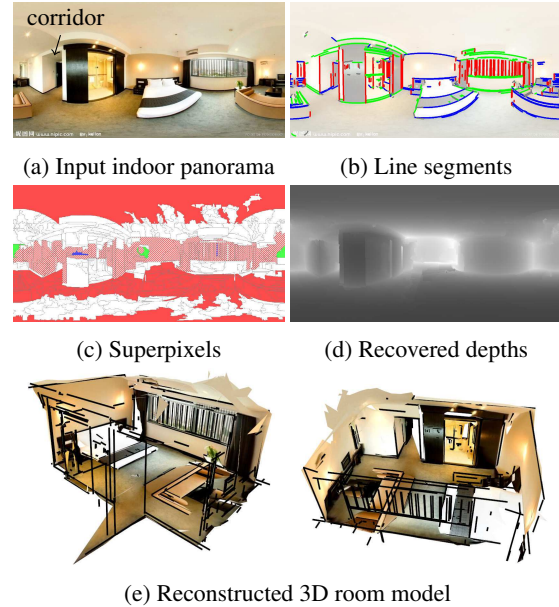 corridor
(a) Input indoor panorama
(b) Line segments
(c) Superpixels
(d) Recovered depths
(e) Reconstructed 3D room model